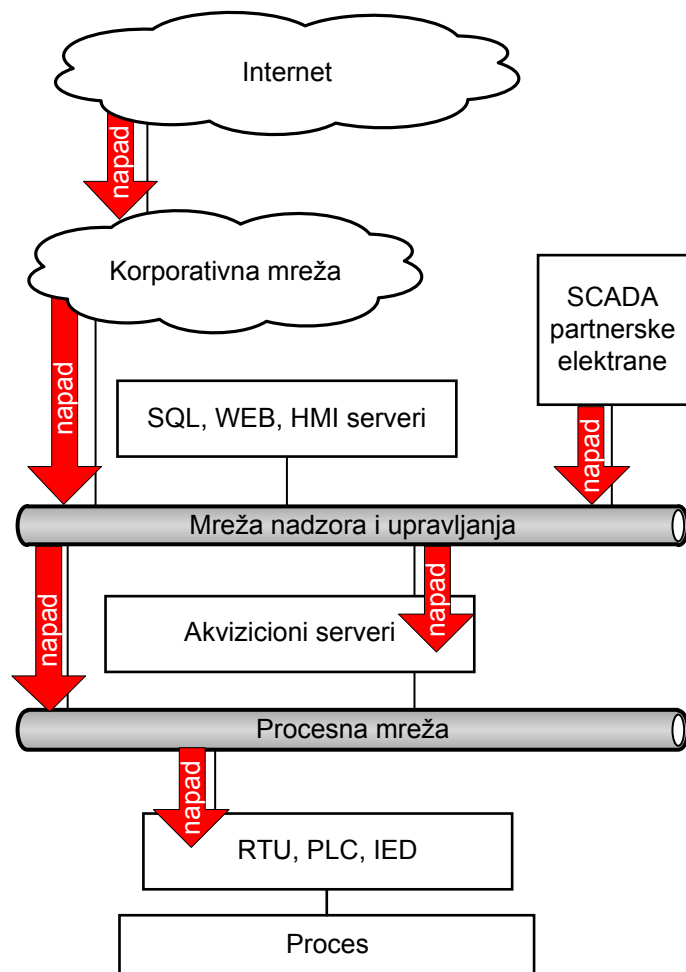 Internet
napad
Korporativna mreža
SCADA
partnerske
elektrane
napad
SQL, WEB, HMI serveri
napad
Mreža nadzora i upravljanja
napad
napad
Akvizicioni serveri
Procesna mreža
napad
RTU, PLC, IED
Proces